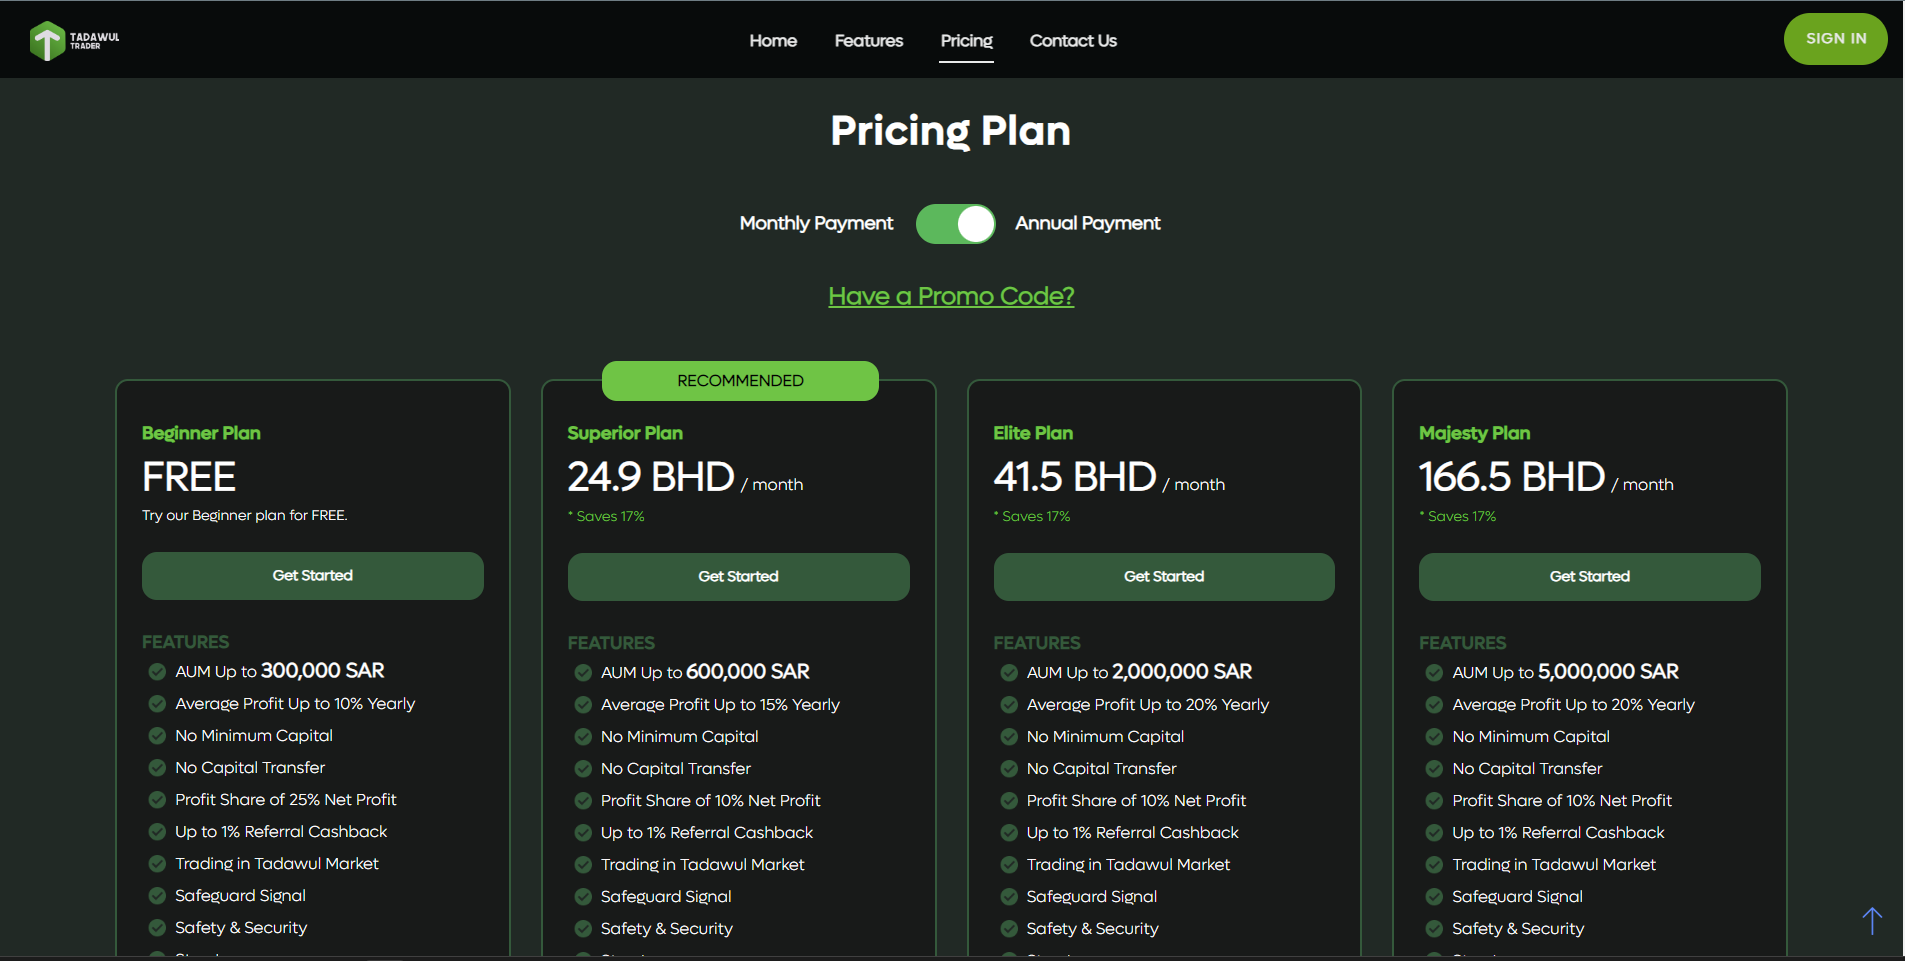 TADAWUL
TRADER
Home
Features
Pricing
Contact Us
SIGN IN
Pricing Plan
Monthly Payment
Annual Payment
Have a Promo Code?
Beginner Plan
FREE
Try our Beginner plan for FREE.
Get Started
FEATURES
AUM Up to 300,000 SAR
Average Profit Up to 10% Yearly
No Minimum Capital
No Capital Transfer
Profit Share of 25% Net Profit
Up to 1% Referral Cashback
Trading in Tadawul Market
Safeguard Signal
Safety & Security
RECOMMENDED
Superior Plan
24.9 BHD / month
* Saves 17%
Get Started
FEATURES
AUM Up to 600,000 SAR
Average Profit Up to 15% Yearly
No Minimum Capital
No Capital Transfer
Profit Share of 10% Net Profit
Up to 1% Referral Cashback
Trading in Tadawul Market
Safeguard Signal
Safety & Security
Elite Plan
41.5 BHD / month
* Saves 17%
Get Started
FEATURES
AUM Up to 2,000,000 SAR
Average Profit Up to 20% Yearly
No Minimum Capital
No Capital Transfer
Profit Share of 10% Net Profit
Up to 1% Referral Cashback
Trading in Tadawul Market
Safeguard Signal
Safety & Security
Majesty Plan
166.5 BHD / month
* Saves 17%
Get Started
FEATURES
AUM Up to 5,000,000 SAR
Average Profit Up to 20% Yearly
No Minimum Capital
No Capital Transfer
Profit Share of 10% Net Profit
Up to 1% Referral Cashback
Trading in Tadawul Market
Safeguard Signal
Safety & Security